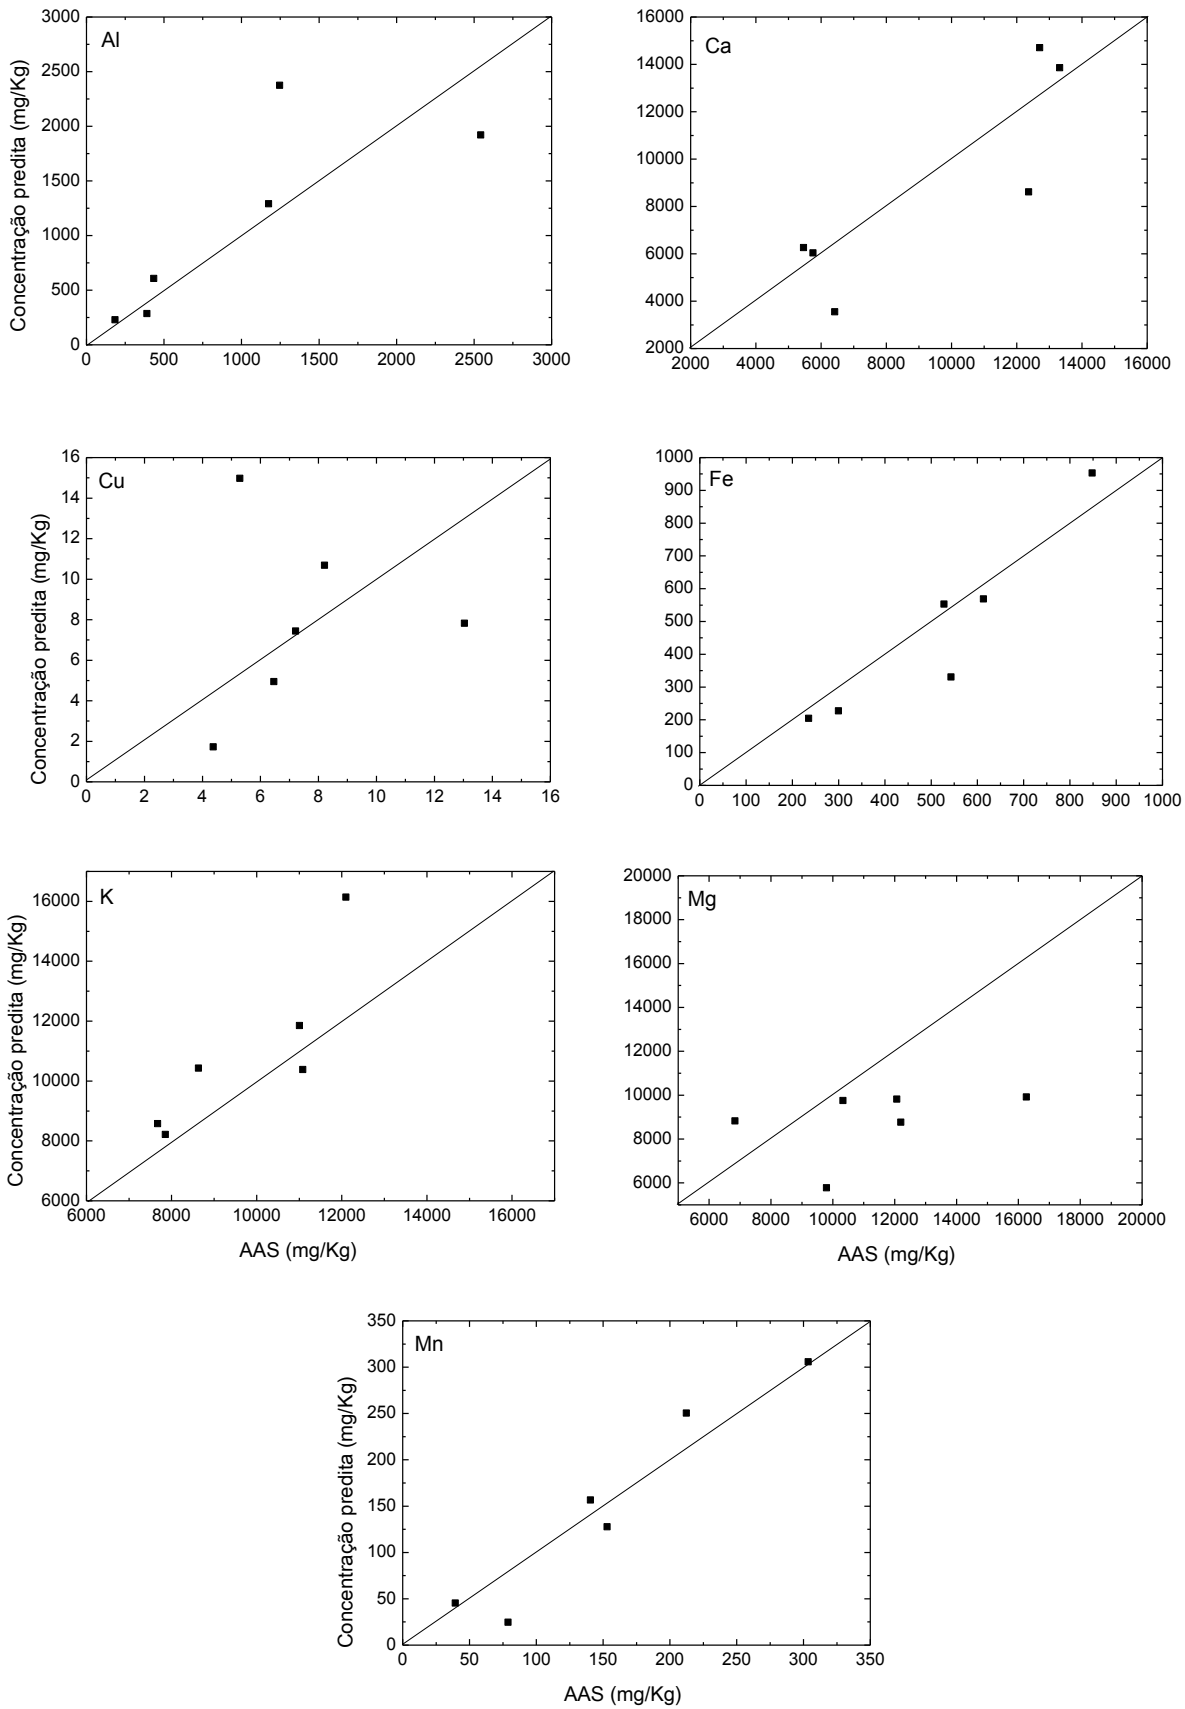 Al
Concentração predita (mg/Kg)
3000
2500
2000
1500
1000
500
0
0 500 1000 1500 2000 2500 3000
Ca
16000
14000
12000
10000
8000
6000
4000
2000
2000 4000 6000 8000 10000 12000 14000 16000
Cu
Concentração predita (mg/Kg)
16
14
12
10
8
6
4
2
0
0 2 4 6 8 10 12 14 16
Fe
1000
900
800
700
600
500
400
300
200
100
0
0 100 200 300 400 500 600 700 800 900 1000
K
Concentração predita (mg/Kg)
16000
14000
12000
10000
8000
6000
6000 8000 10000 12000 14000 16000
AAS (mg/Kg)
Mg
20000
18000
16000
14000
12000
10000
8000
6000
6000 8000 10000 12000 14000 16000 18000 20000
AAS (mg/Kg)
Mn
Concentração predita (mg/Kg)
350
300
250
200
150
100
50
0
0 50 100 150 200 250 300 350
AAS (mg/Kg)